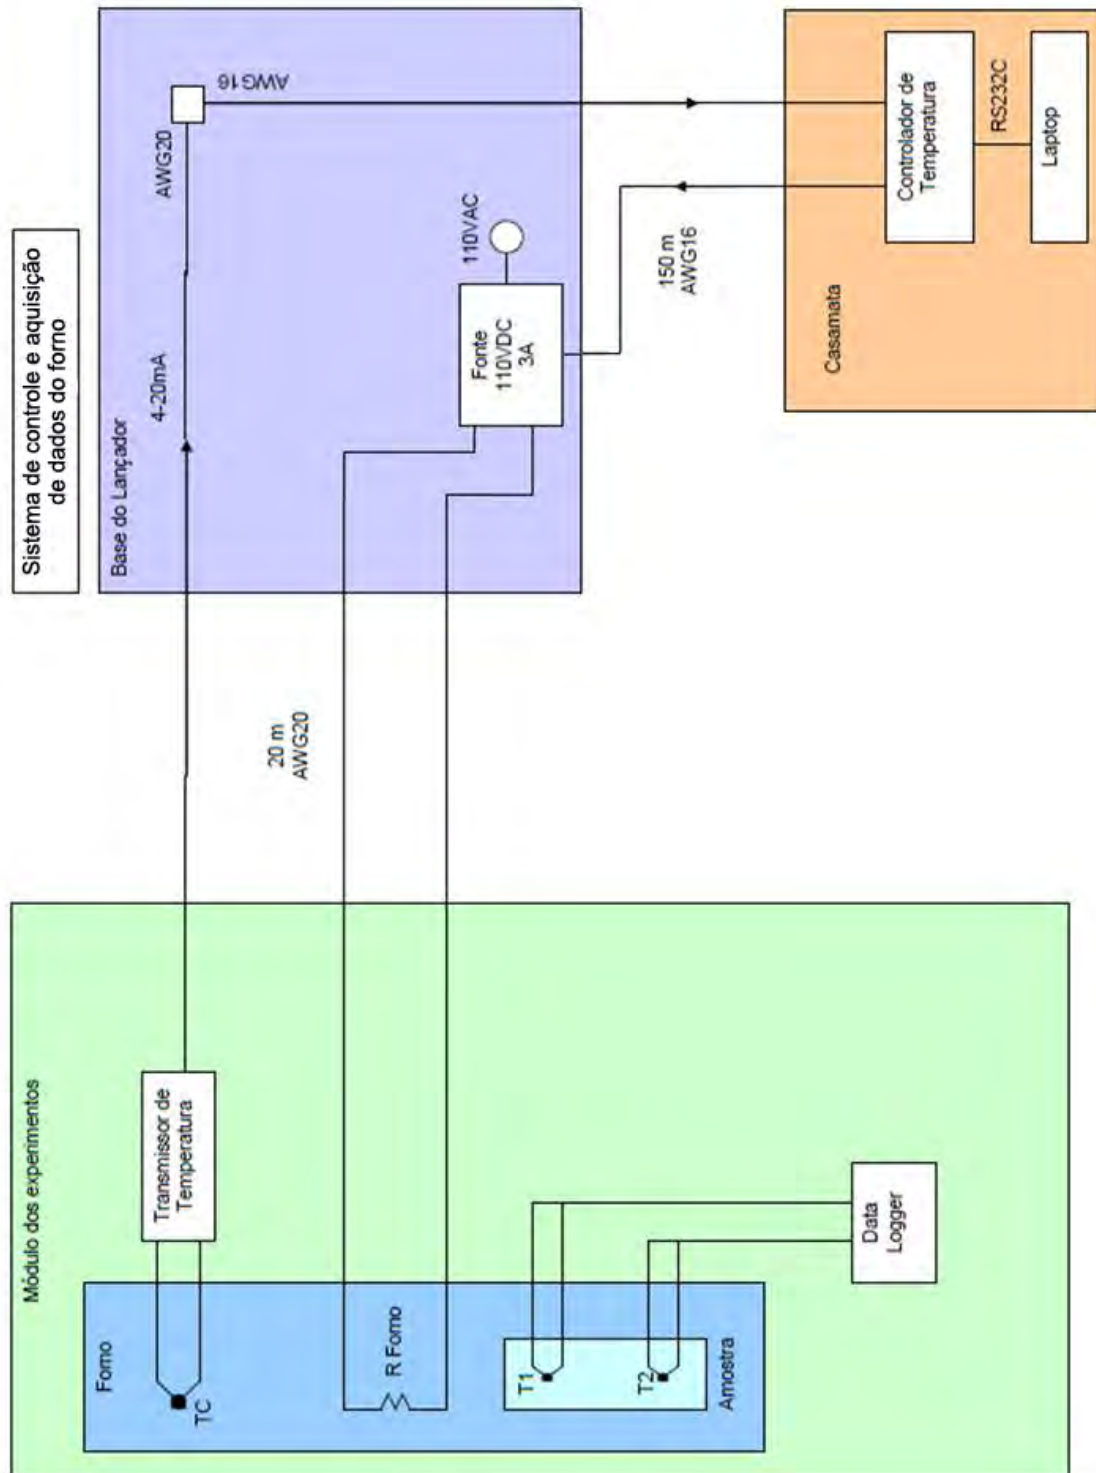 Sistema de controle e aquisição
de dados do forno
Módulo dos experimentos
Forno
TC
Transmissor de
Temperatura
R Forno
T1
T2
Amostra
Data
Logger
20 m
AWG20
Base do Lançador
4-20mA
AWG20
AWG16
Fonte
110VDC
3A
110VAC
150 m
AWG16
Casamata
Controlador de
Temperatura
RS232C
Laptop